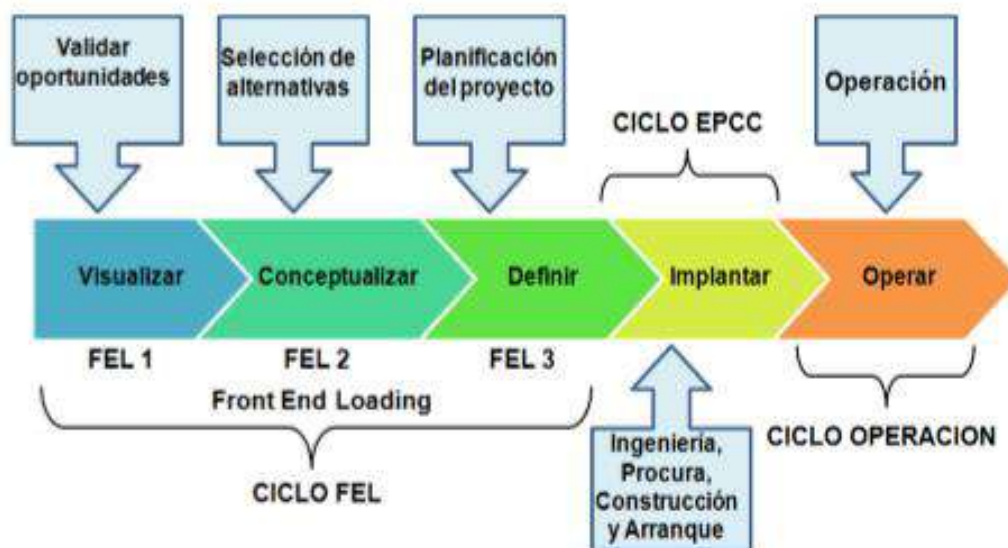 Validar
oportunidades
Selección de
alternativas
Planificación
del proyecto
Operación
CICLO EPCC
Visualizar
Conceptualizar
Definir
Implantar
Operar
FEL 1
FEL 2
FEL 3
Front End Loading
CICLO FEL
Ingeniería,
Procura,
Construcción
y Arranque
CICLO OPERACION